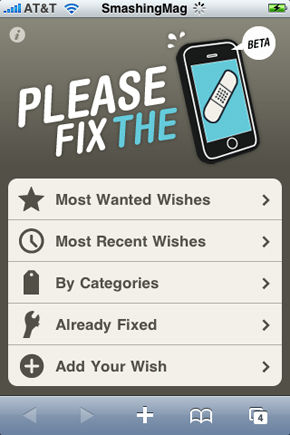 AT&T SmashingMag
i
BETA
PLEASE
FIX THE
Most Wanted Wishes
Most Recent Wishes
By Categories
Already Fixed
Add Your Wish
4